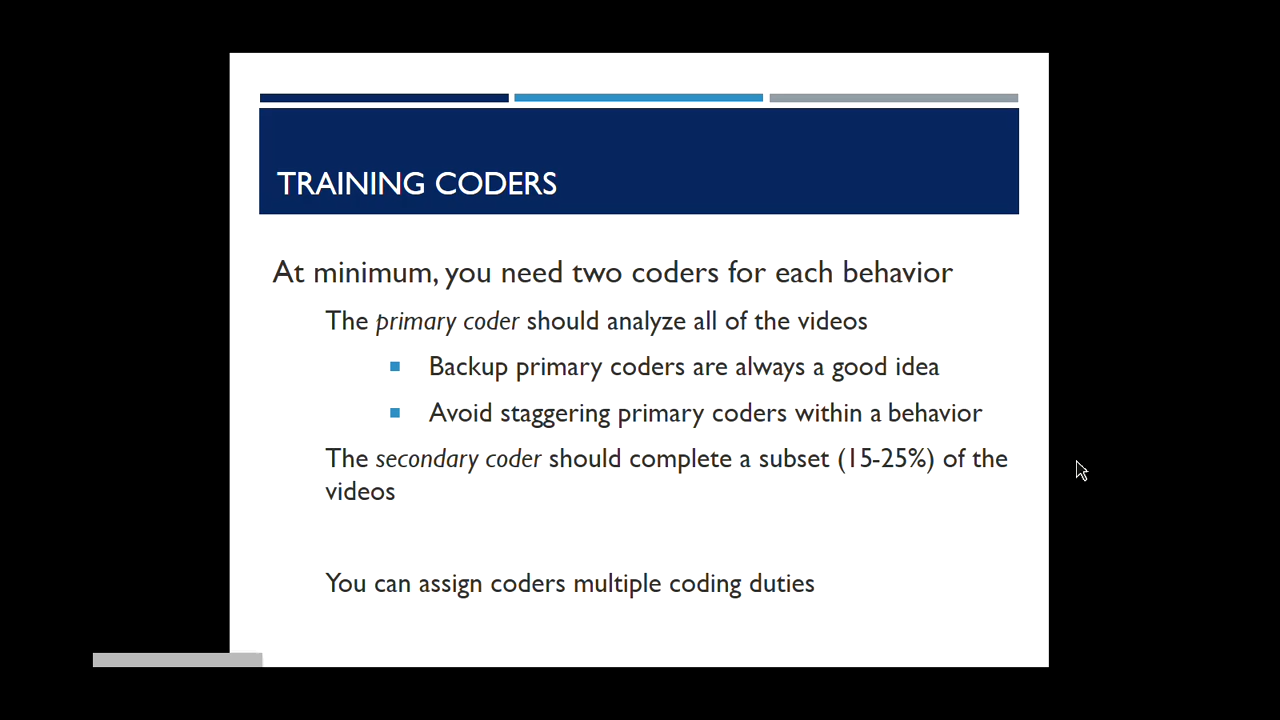 TRAINING CODERS
At minimum, you need two coders for each behavior
The primary coder should analyze all of the videos
Backup primary coders are always a good idea
Avoid staggering primary coders within a behavior
The secondary coder should complete a subset (15-25%) of the
videos
You can assign coders multiple coding duties